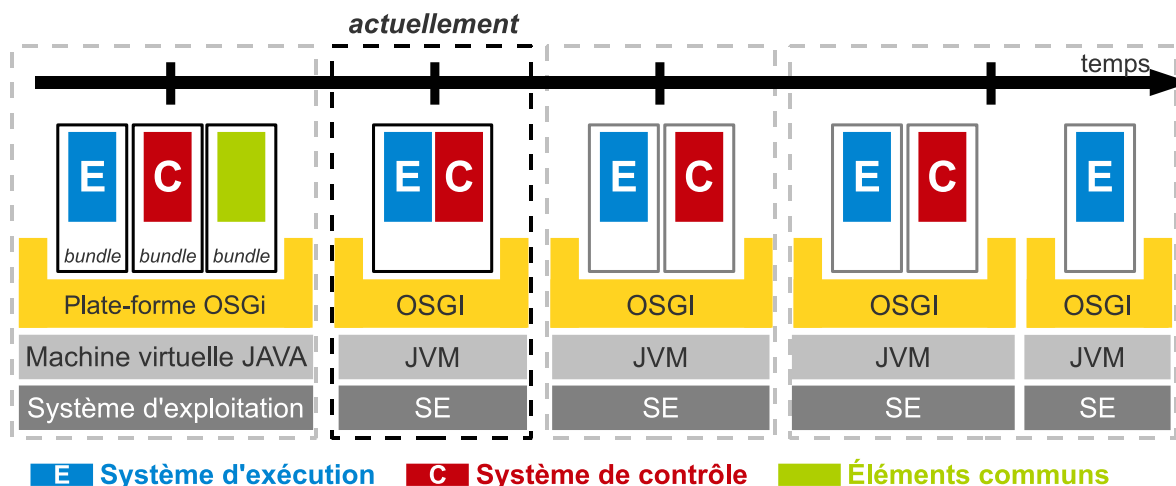 actuellement
temps
E C E C E C E C E
bundle bundle bundle
Plate-forme OSGi OSGI OSGI OSGI OSGI
Machine virtuelle JAVA JVM JVM JVM JVM
Système d'exploitation SE SE SE SE
E Système d'exécution C Système de contrôle Éléments communs